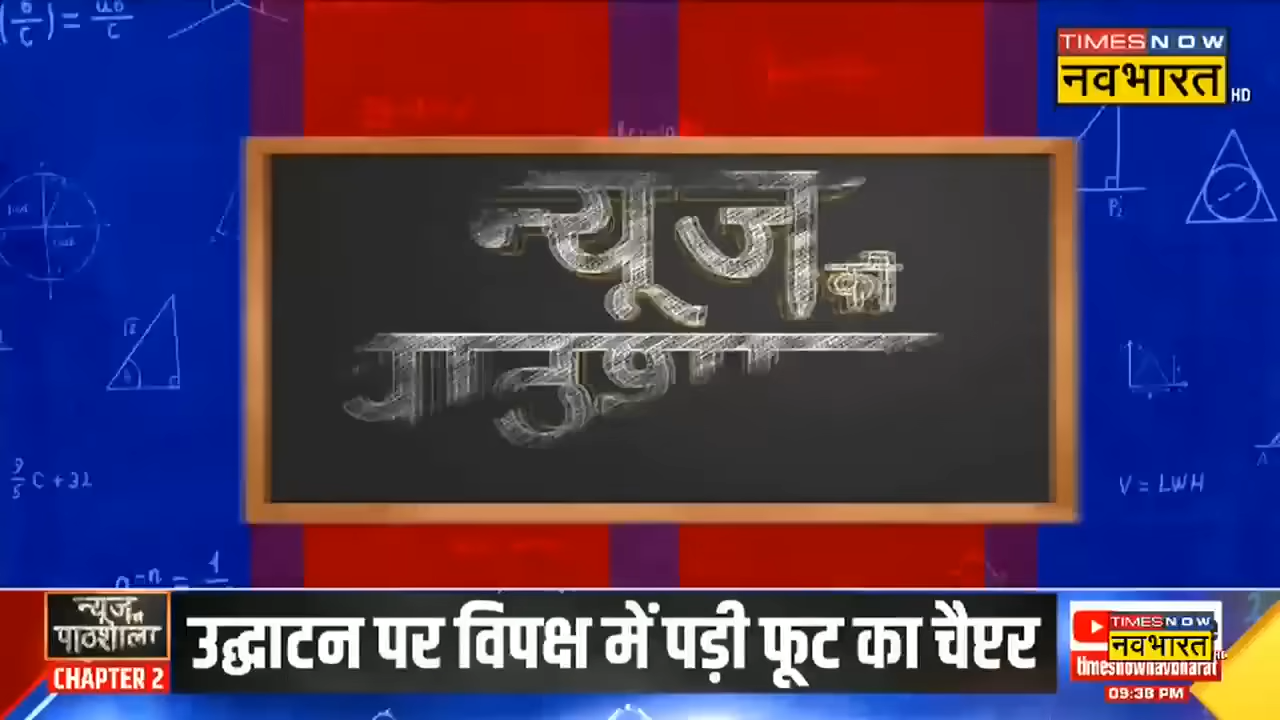 TIMES NOW
नवभारत
HD
न्यूज की
V = LWH
न्यूज की
पाठशाला
CHAPTER 2
उद्घाटन पर विपक्ष में पड़ी फूट का चैप्टर
TIMES NOW
नवभारत
timesnownavbharat
09:38 PM